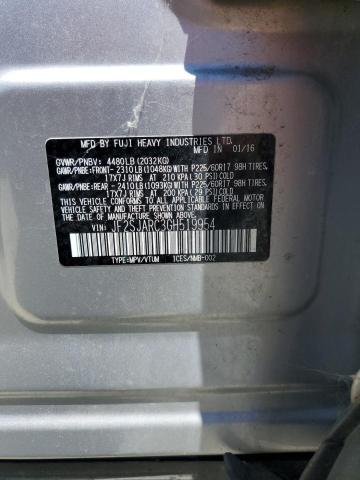 MFD. BY FUJI HEAVY INDUSTRIES LTD.
MFD IN 01/16
GVWR/PNBV: 4480LB (2032KG)
GAWR/PNBE:FRONT- 2310LB (1048KG) WITH P225/60R17 98H TIRES,
17X7J RIMS AT 210 KPA( 30 PSI) COLD
GAWR/PNBE:REAR - 2410LB (1093KG) WITH P225/60R17 98H TIRES,
17X7J RIMS AT 200 KPA( 29 PSI) COLD
THIS VEHICLE CONFORMS TO ALL APPLICABLE FEDERAL MOTOR
VEHICLE SAFETY STANDARDS IN EFFECT ON THE DATE OF
MANUFACTURE SHOWN ABOVE.
VIN: JF2SJARC3GH519954
TYPE:MPV/VTUM ICES/NMB-002